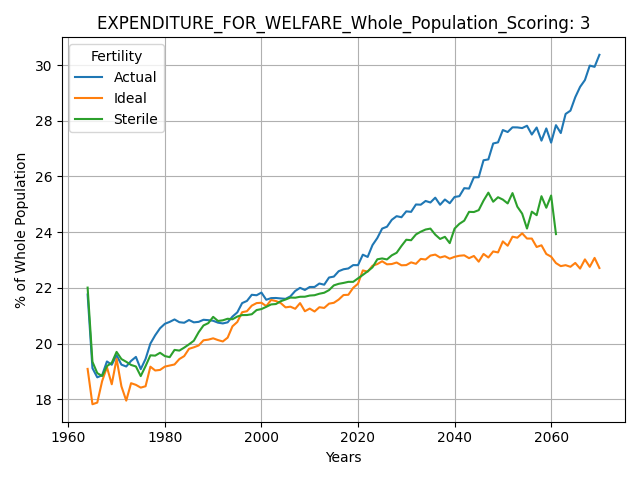 EXPENDITURE_FOR_WELFARE_Whole_Population_Scoring: 3
Fertility
Actual
Ideal
Sterile
% of Whole Population
30
28
26
24
22
20
18
1960
1980
2000
2020
2040
2060
Years